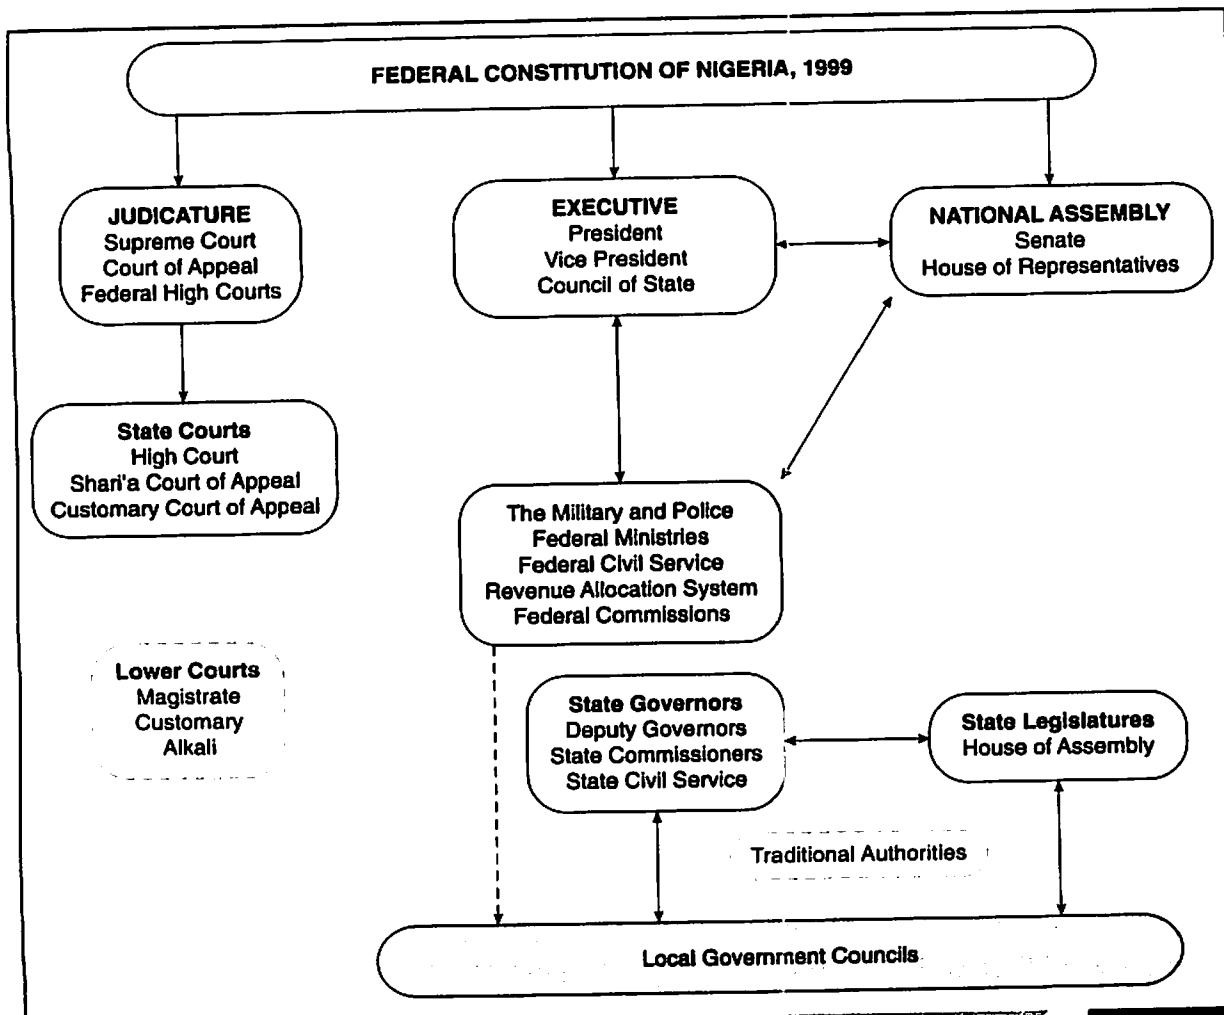 FEDERAL CONSTITUTION OF NIGERIA, 1999
JUDICATURE
Supreme Court
Court of Appeal
Federal High Courts
EXECUTIVE
President
Vice President
Council of State
NATIONAL ASSEMBLY
Senate
House of Representatives
State Courts
High Court
Shari'a Court of Appeal
Customary Court of Appeal
The Military and Police
Federal Ministries
Federal Civil Service
Revenue Allocation System
Federal Commissions
Lower Courts
Magistrate
Customary
Alkali
State Governors
Deputy Governors
State Commissioners
State Civil Service
State Legislatures
House of Assembly
Traditional Authorities
Local Government Councils